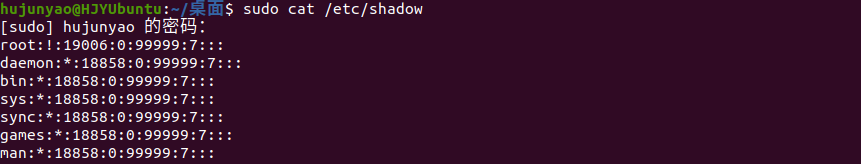 hujunyao@HJYUbuntu:~/桌面$ sudo cat /etc/shadow
[sudo] hujunyao 的密码：
root:!:19006:0:99999:7:::
daemon:*:18858:0:99999:7:::
bin:*:18858:0:99999:7:::
sys:*:18858:0:99999:7:::
sync:*:18858:0:99999:7:::
games:*:18858:0:99999:7:::
man:*:18858:0:99999:7:::